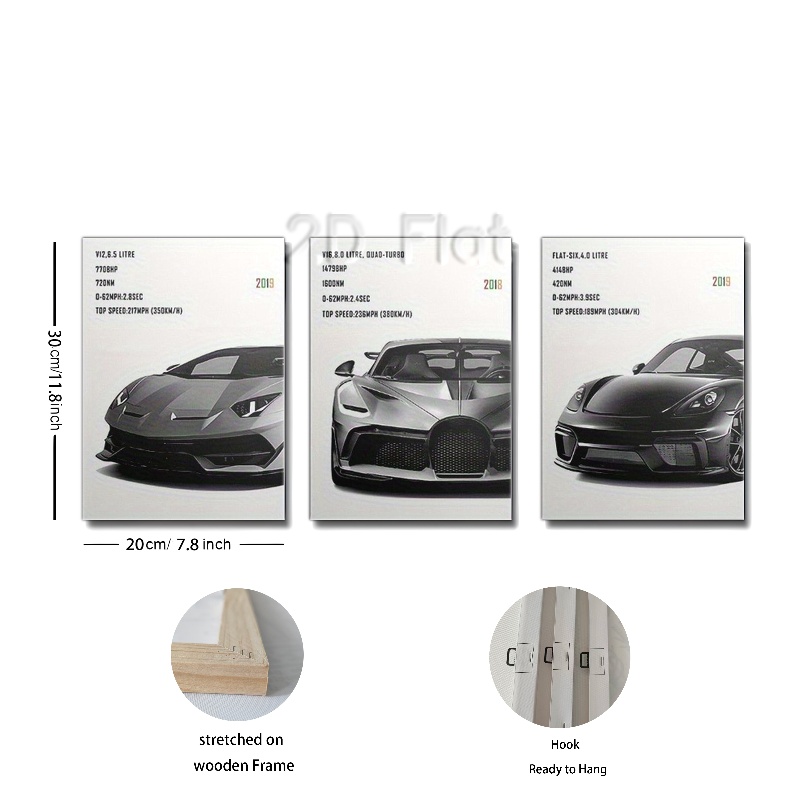 2D Flat
V12,6.5 LITRE
770BHP
720NM
0-62MPH:2.8SEC
TOP SPEED:217MPH (350KM/H)
2019
V16,8.0 LITRE, QUAD-TURBO
1479BHP
1600NM
0-62MPH:2.4SEC
TOP SPEED:236MPH (380KM/H)
2018
FLAT-SIX,4.0 LITRE
414BHP
420NM
0-62MPH:3.9SEC
TOP SPEED:189MPH (304KM/H)
2019
30cm/11.8inch
20cm/ 7.8 inch
stretched on
wooden Frame
Hook
Ready to Hang